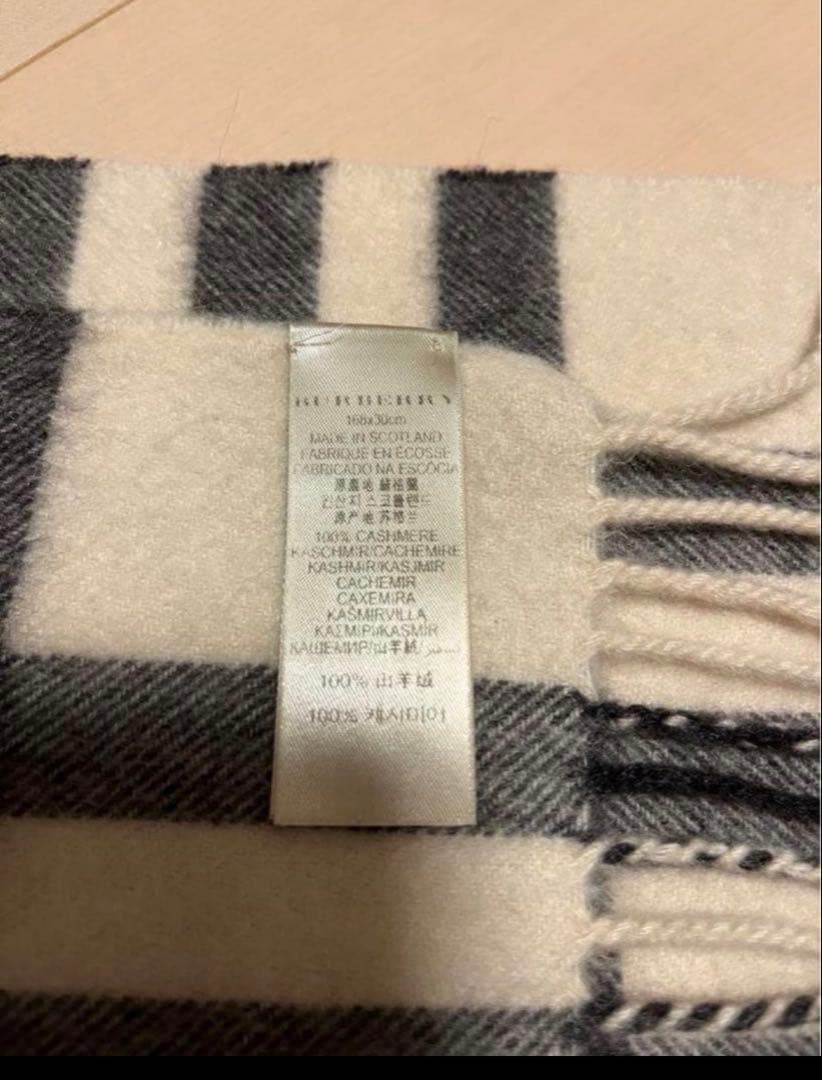 BURBERRY
168x30cm
MADE IN SCOTLAND
FABRIQUE EN ÉCOSSE
FABRICADO NA ESCÓCIA
原產地 蘇格蘭
원산지 스코틀랜드
原产地 苏格兰
100% CASHMERE
KASCHMIR/CACHEMIRE
KASHMIR/KASJMIR
CACHEMIR
CAXEMIRA
KAŠMIRVILLA
ΚΑΣΜΙΡΙ/KAŞMIR
КАШЕМИР/山羊絨/
100% 山羊绒
100% 캐시미어